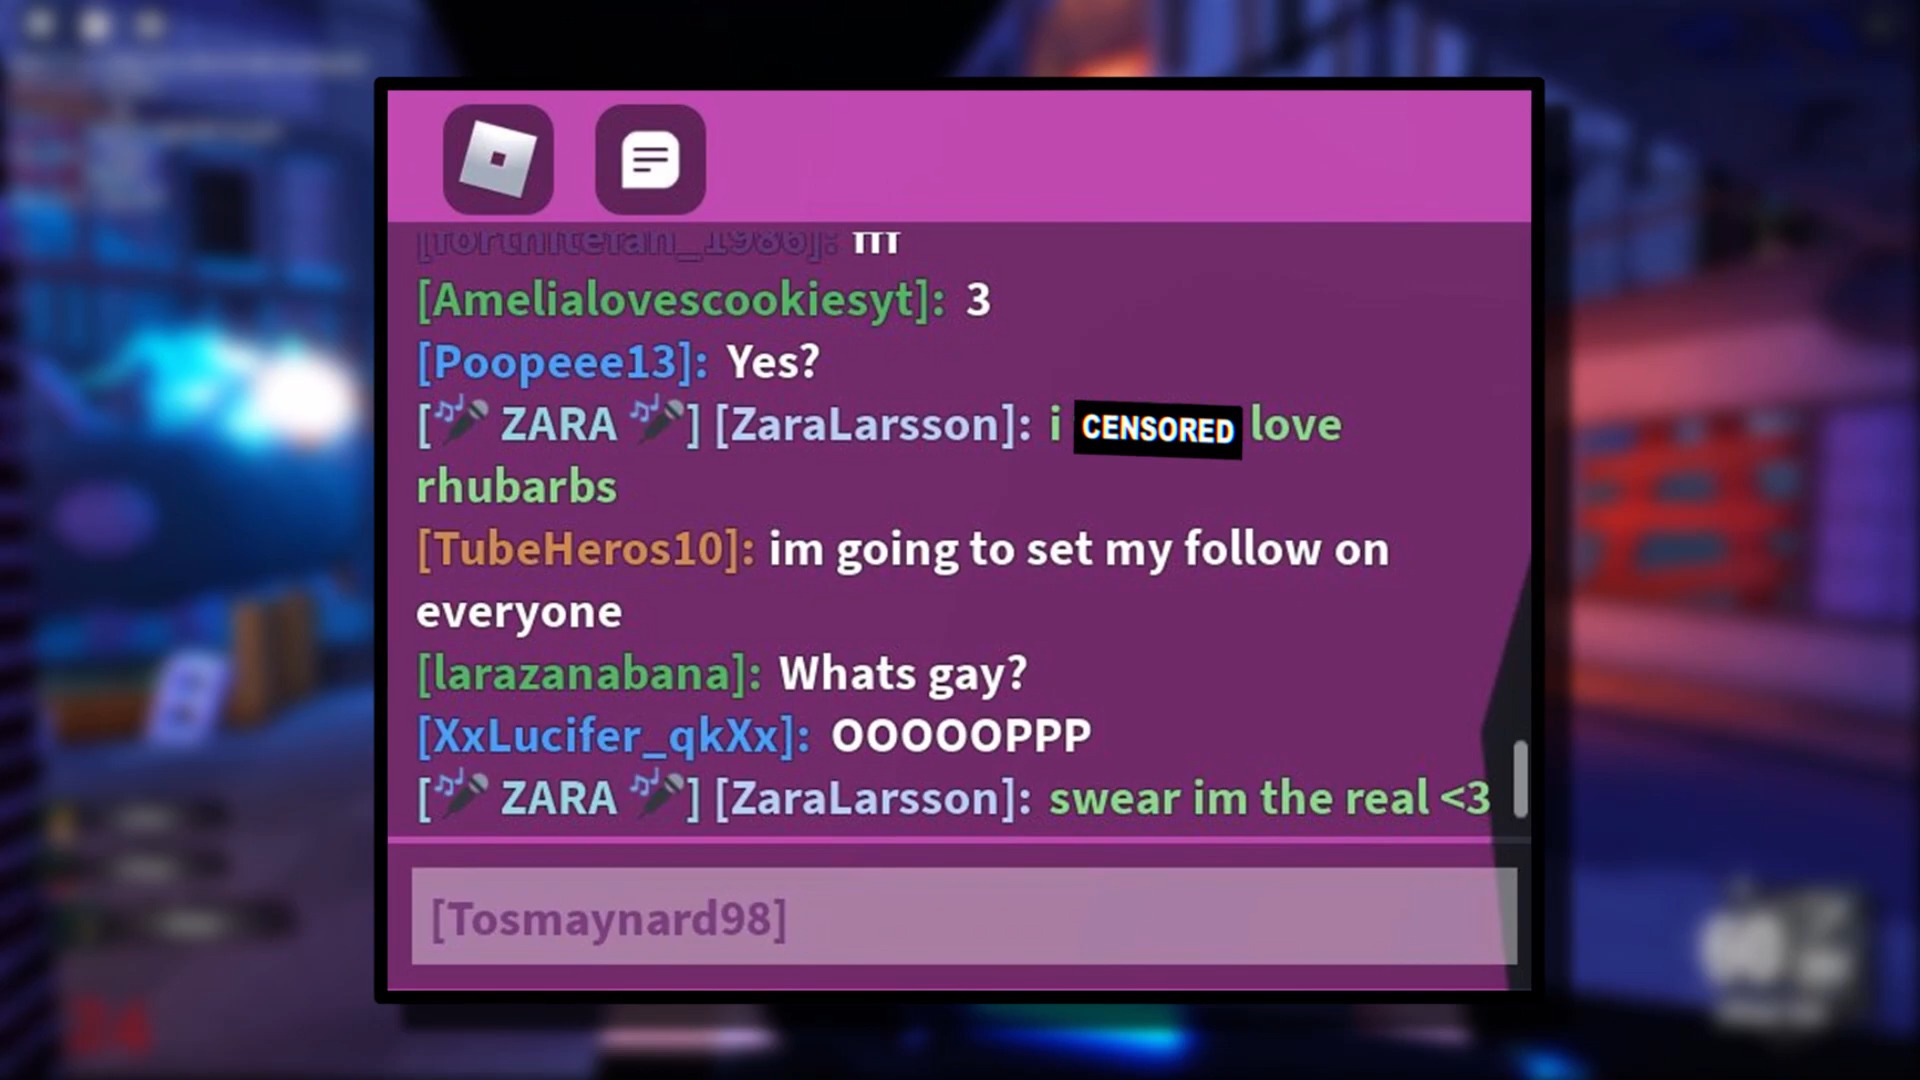 [fortnitefan_1986]: 
[Amelialovescookiesyt]: 3
[Poopeee13]: Yes?
[🎤 ZARA 🎤] [ZaraLarsson]: i CENSORED love
rhubarbs
[TubeHeros10]: im going to set my follow on
everyone
[larazanabana]: Whats gay?
[XxLucifer_qkXx]: OOOOOPPP
[🎤 ZARA 🎤] [ZaraLarsson]: swear im the real <3
[Tosmaynard98]